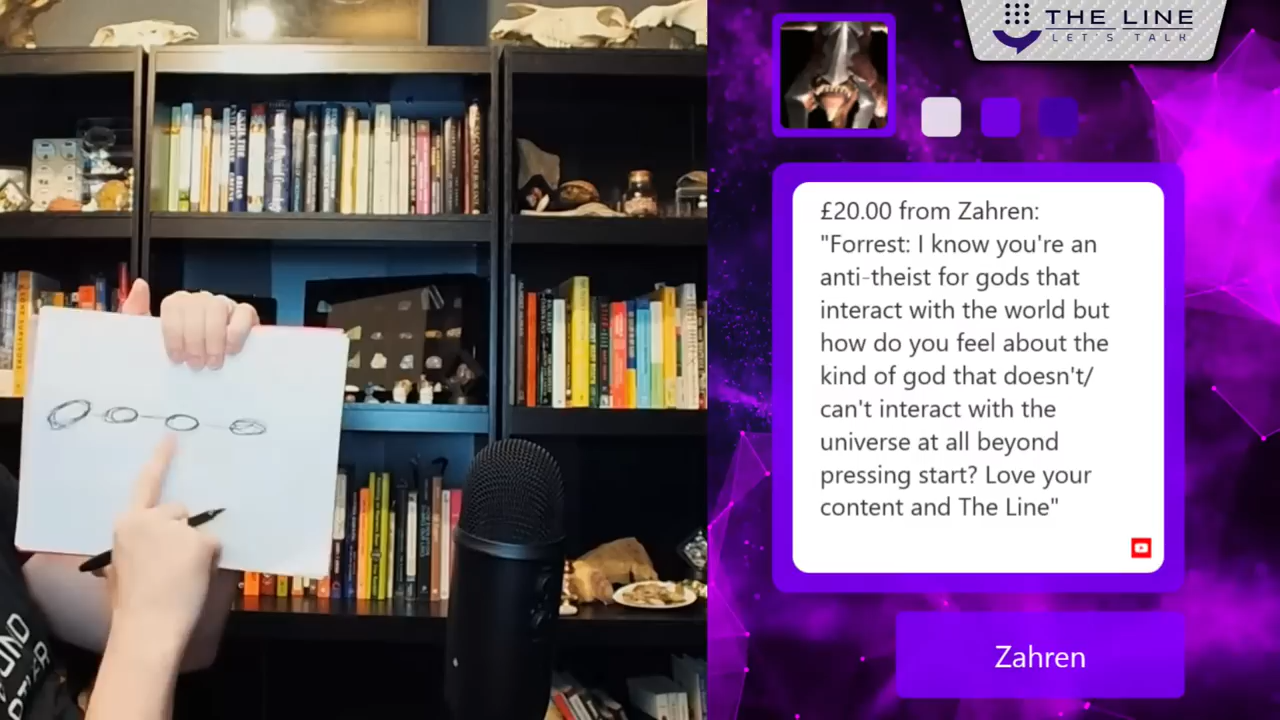 THE LINE
LET'S TALK
£20.00 from Zahren:
"Forrest: I know you're an
anti-theist for gods that
interact with the world but
how do you feel about the
kind of god that doesn't/
can't interact with the
universe at all beyond
pressing start? Love your
content and The Line"
Zahren